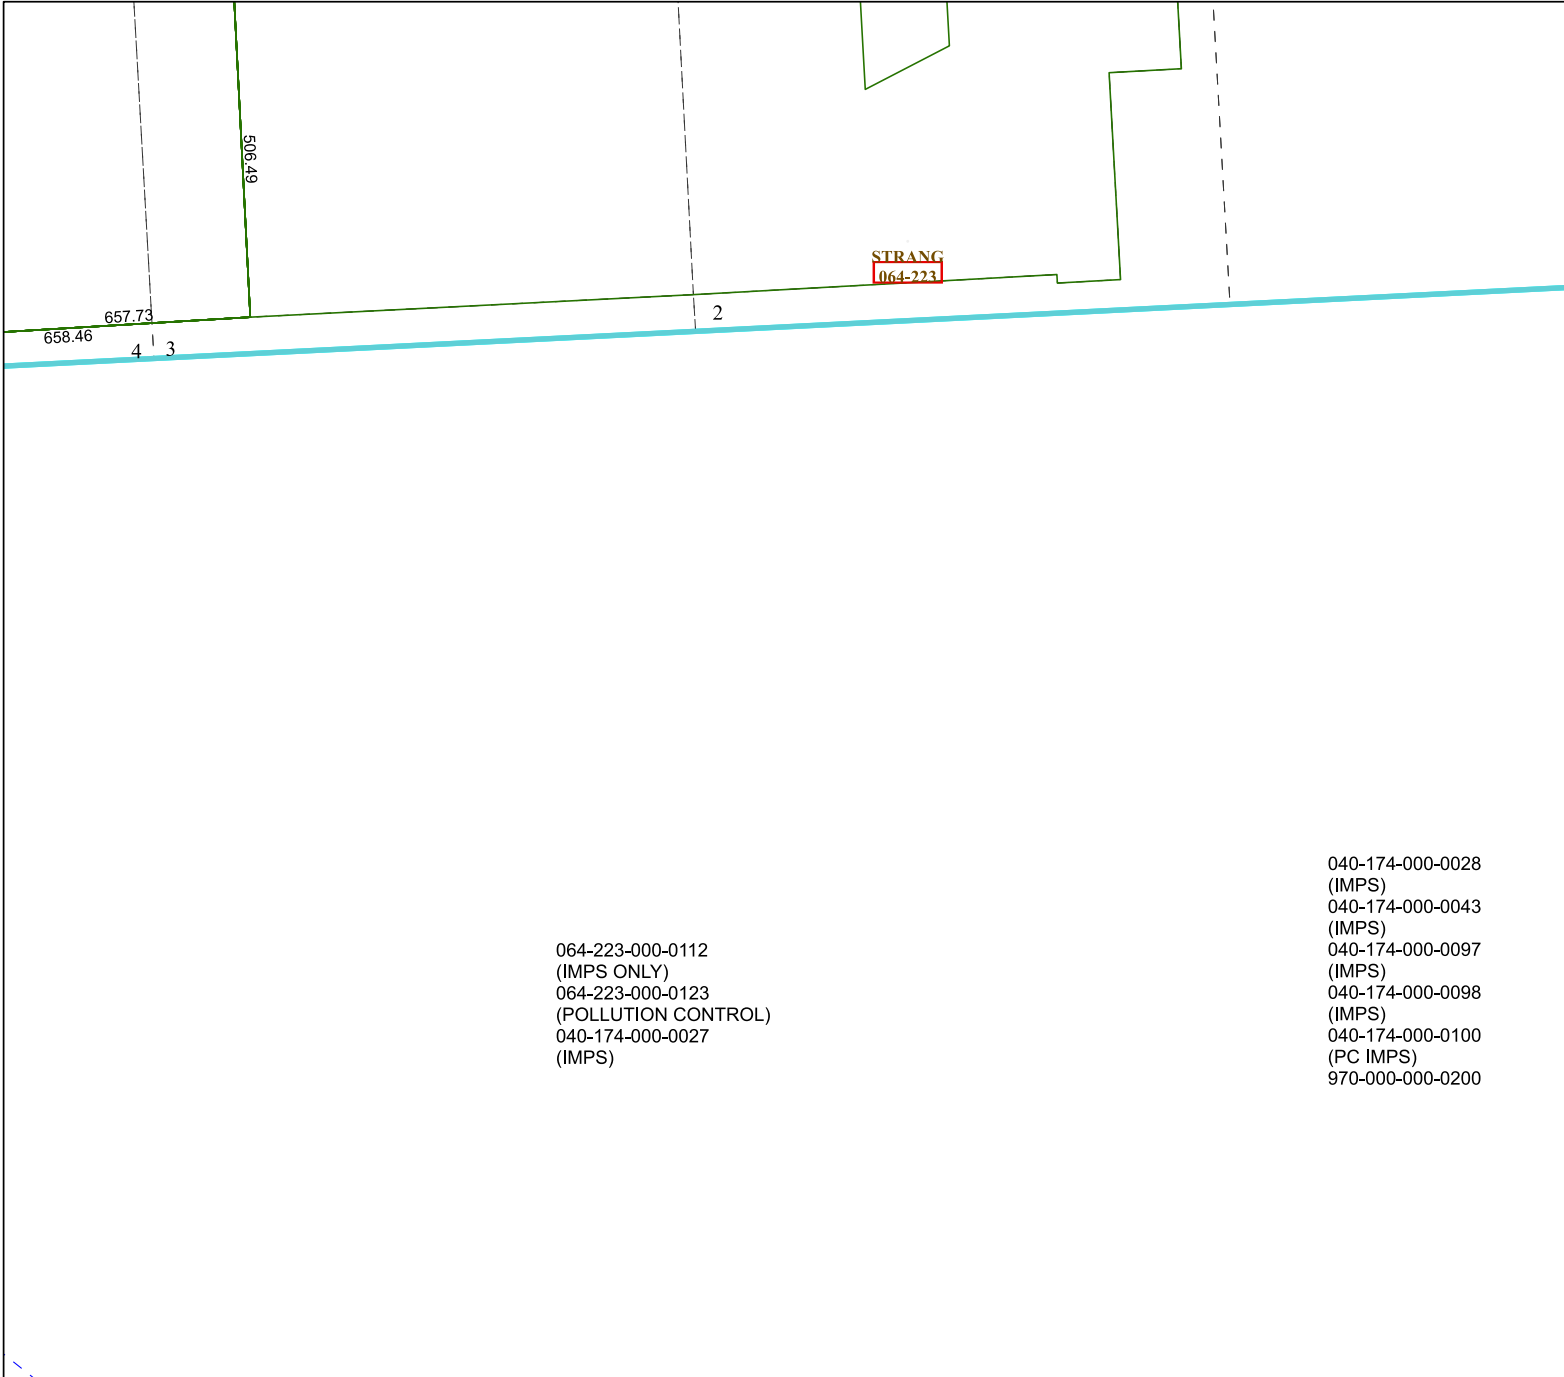 506.49
STRANG
064-223
657.73
658.46
4
3
2
064-223-000-0112
(IMPS ONLY)
064-223-000-0123
(POLLUTION CONTROL)
040-174-000-0027
(IMPS)
040-174-000-0028
(IMPS)
040-174-000-0043
(IMPS)
040-174-000-0097
(IMPS)
040-174-000-0098
(IMPS)
040-174-000-0100
(PC IMPS)
970-000-000-0200